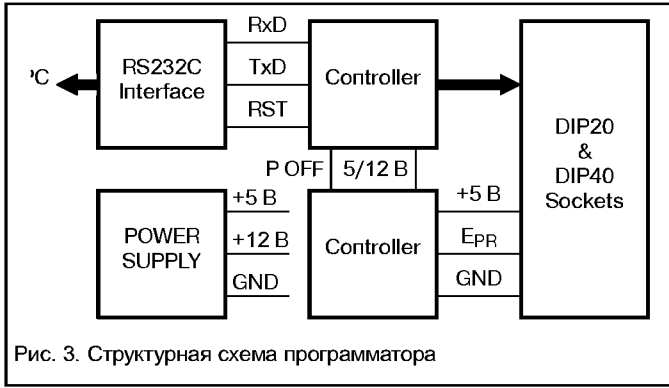 РС
RS232C
Interface
RxD
TxD
RST
Controller
DIP20
&
DIP40
Sockets
P OFF
5/12 В
POWER
SUPPLY
+5 В
+12 В
GND
Controller
+5 В
EPR
GND
Рис. 3. Структурная схема программатора